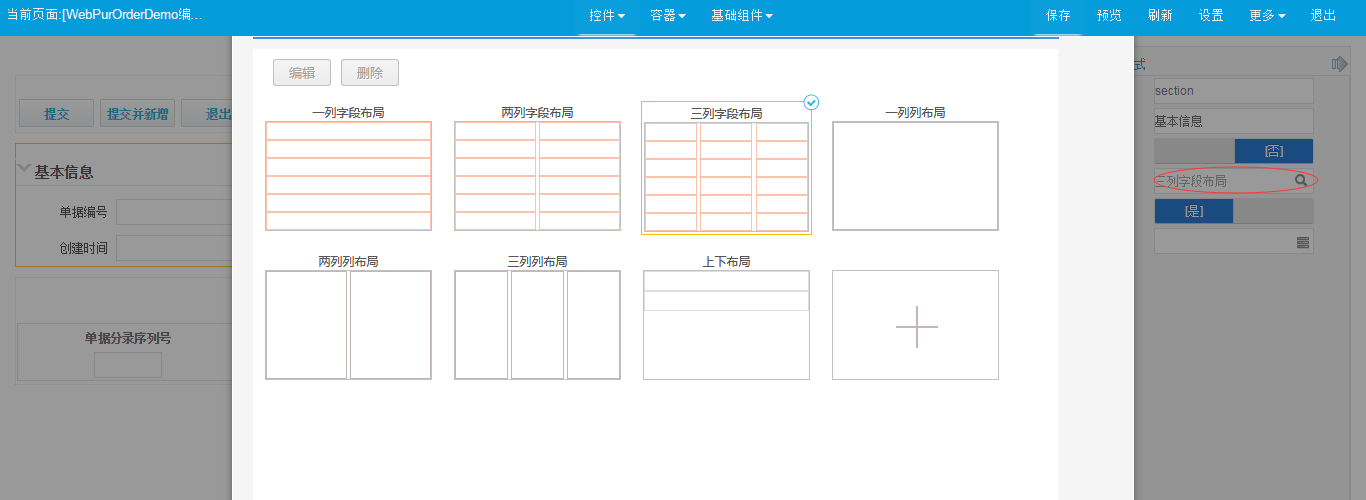 当前页面:[WebPurOrderDemo编...
控件 容器 基础组件 保存 预览 刷新 设置 更多 退出
编辑 删除
提交 提交并新增 退出
一列字段布局 两列字段布局 三列字段布局 一列列布局
基本信息
单据编号
创建时间
两列列布局 三列列布局 上下布局
单据分录序列号
式
section
基本信息
[否]
三列字段布局
[是]